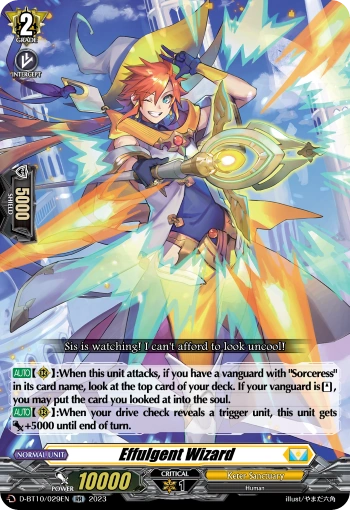 2
GRADE
INTERCEPT
5000
SHIELD
Sis is watching! I can't afford to look uncool!
AUTO【RC】:When this unit attacks, if you have a vanguard with "Sorceress"
in its card name, look at the top card of your deck. If your vanguard is [ ],
you may put the card you looked at into the soul.
AUTO【RC】:When your drive check reveals a trigger unit, this unit gets
+5000 until end of turn.
NORMAL UNIT
Effulgent Wizard
POWER 10000
CRITICAL
1
Keter Sanctuary
Human
D-BT10/029EN RR 2023
illust/やまだ六角